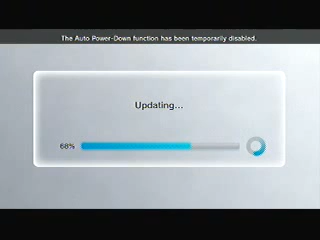 The Auto Power-Down function has been temporarily disabled.
Updating...
68%